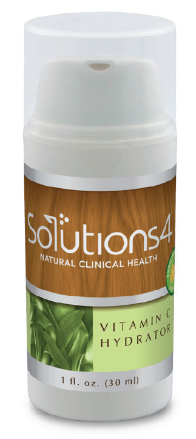 Solutions4
NATURAL CLINICAL HEALTH
VITAMIN C
HYDRATOR
1 fl. oz. (30 ml)